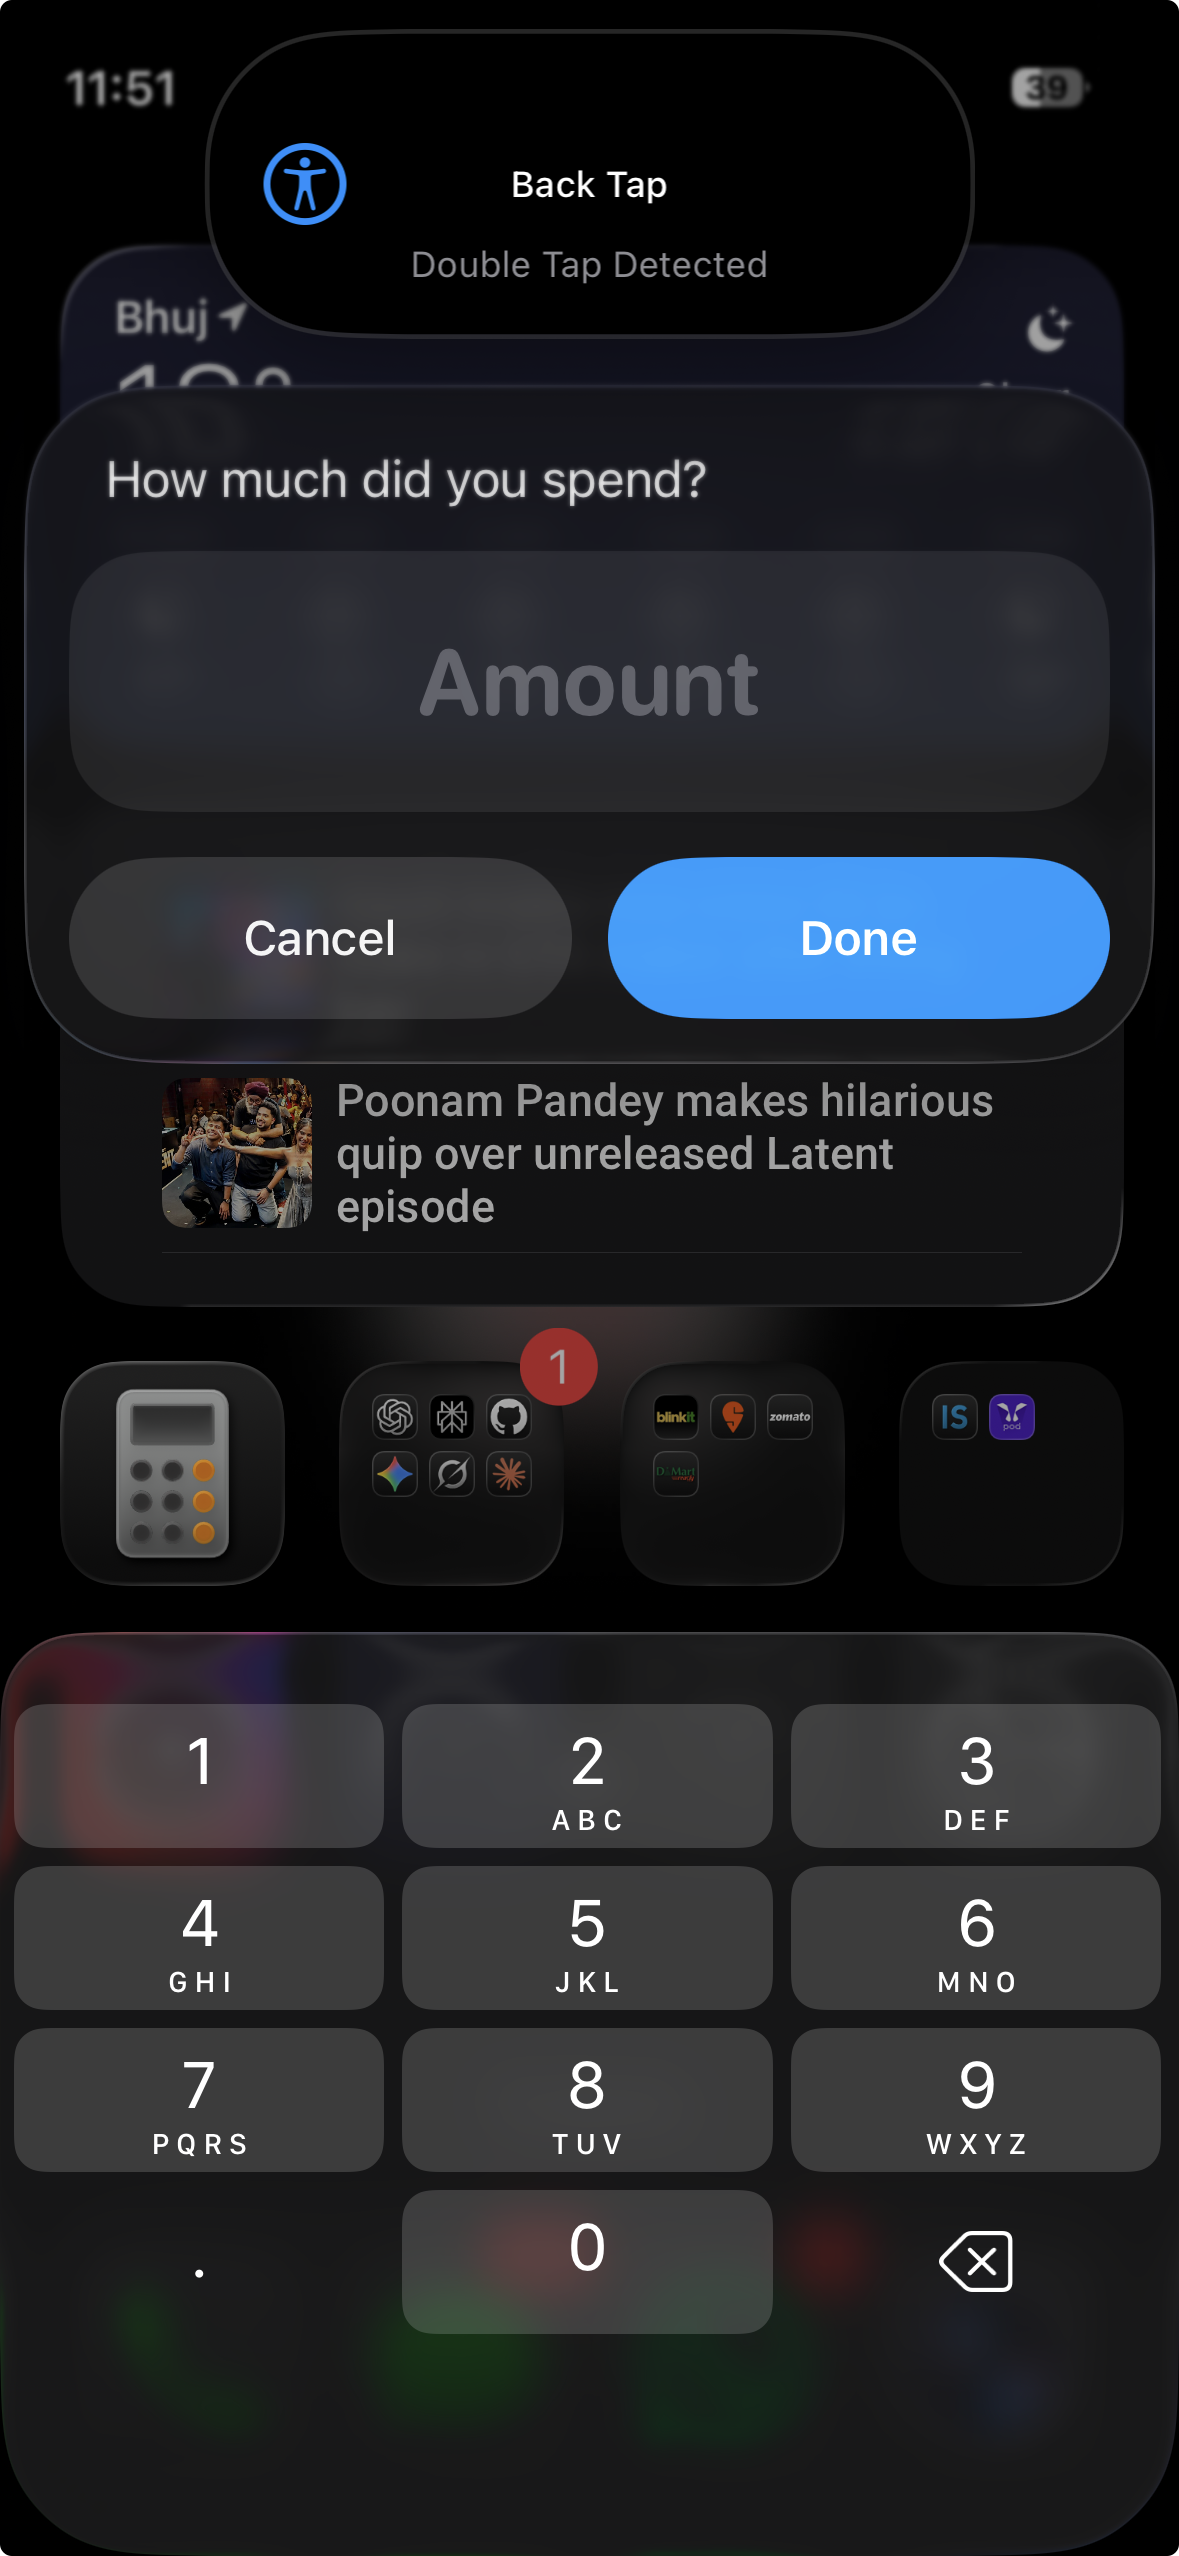 11:51
39
Back Tap
Double Tap Detected
Bhuj
How much did you spend?
Amount
Cancel
Done
Poonam Pandey makes hilarious
quip over unreleased Latent
episode
1
blinkit
zomato
IS
pod
D Mart
1
2
ABC
3
DEF
4
GHI
5
JKL
6
MNO
7
PQRS
8
TUV
9
WXYZ
.
0